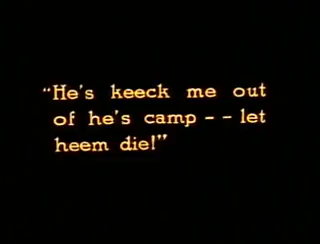 "He's keeck me out
of he's camp - - let
heem die!"